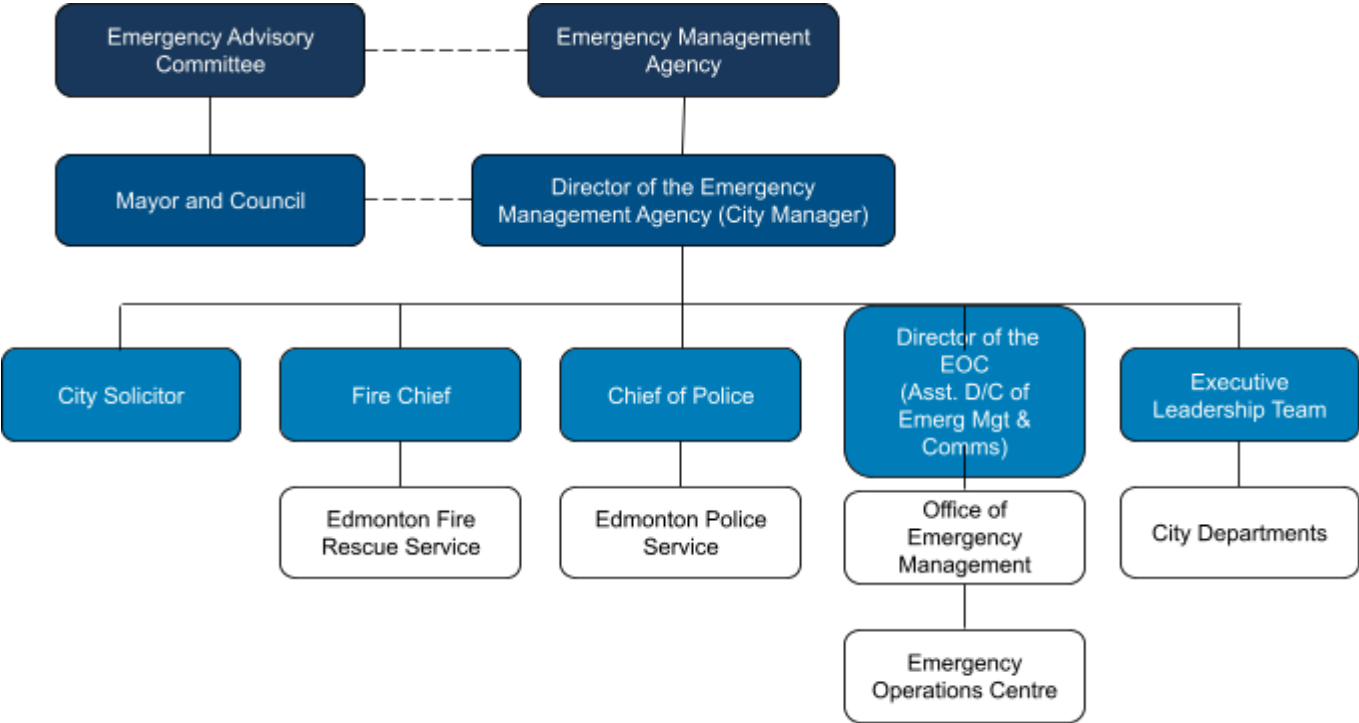 Emergency Advisory
Committee
Emergency Management
Agency
Mayor and Council
Director of the Emergency
Management Agency (City Manager)
City Solicitor
Fire Chief
Chief of Police
Director of the
EOC
(Asst. D/C of
Emerg Mgt &
Comms)
Executive
Leadership Team
Edmonton Fire
Rescue Service
Edmonton Police
Service
Office of
Emergency
Management
City Departments
Emergency
Operations Centre